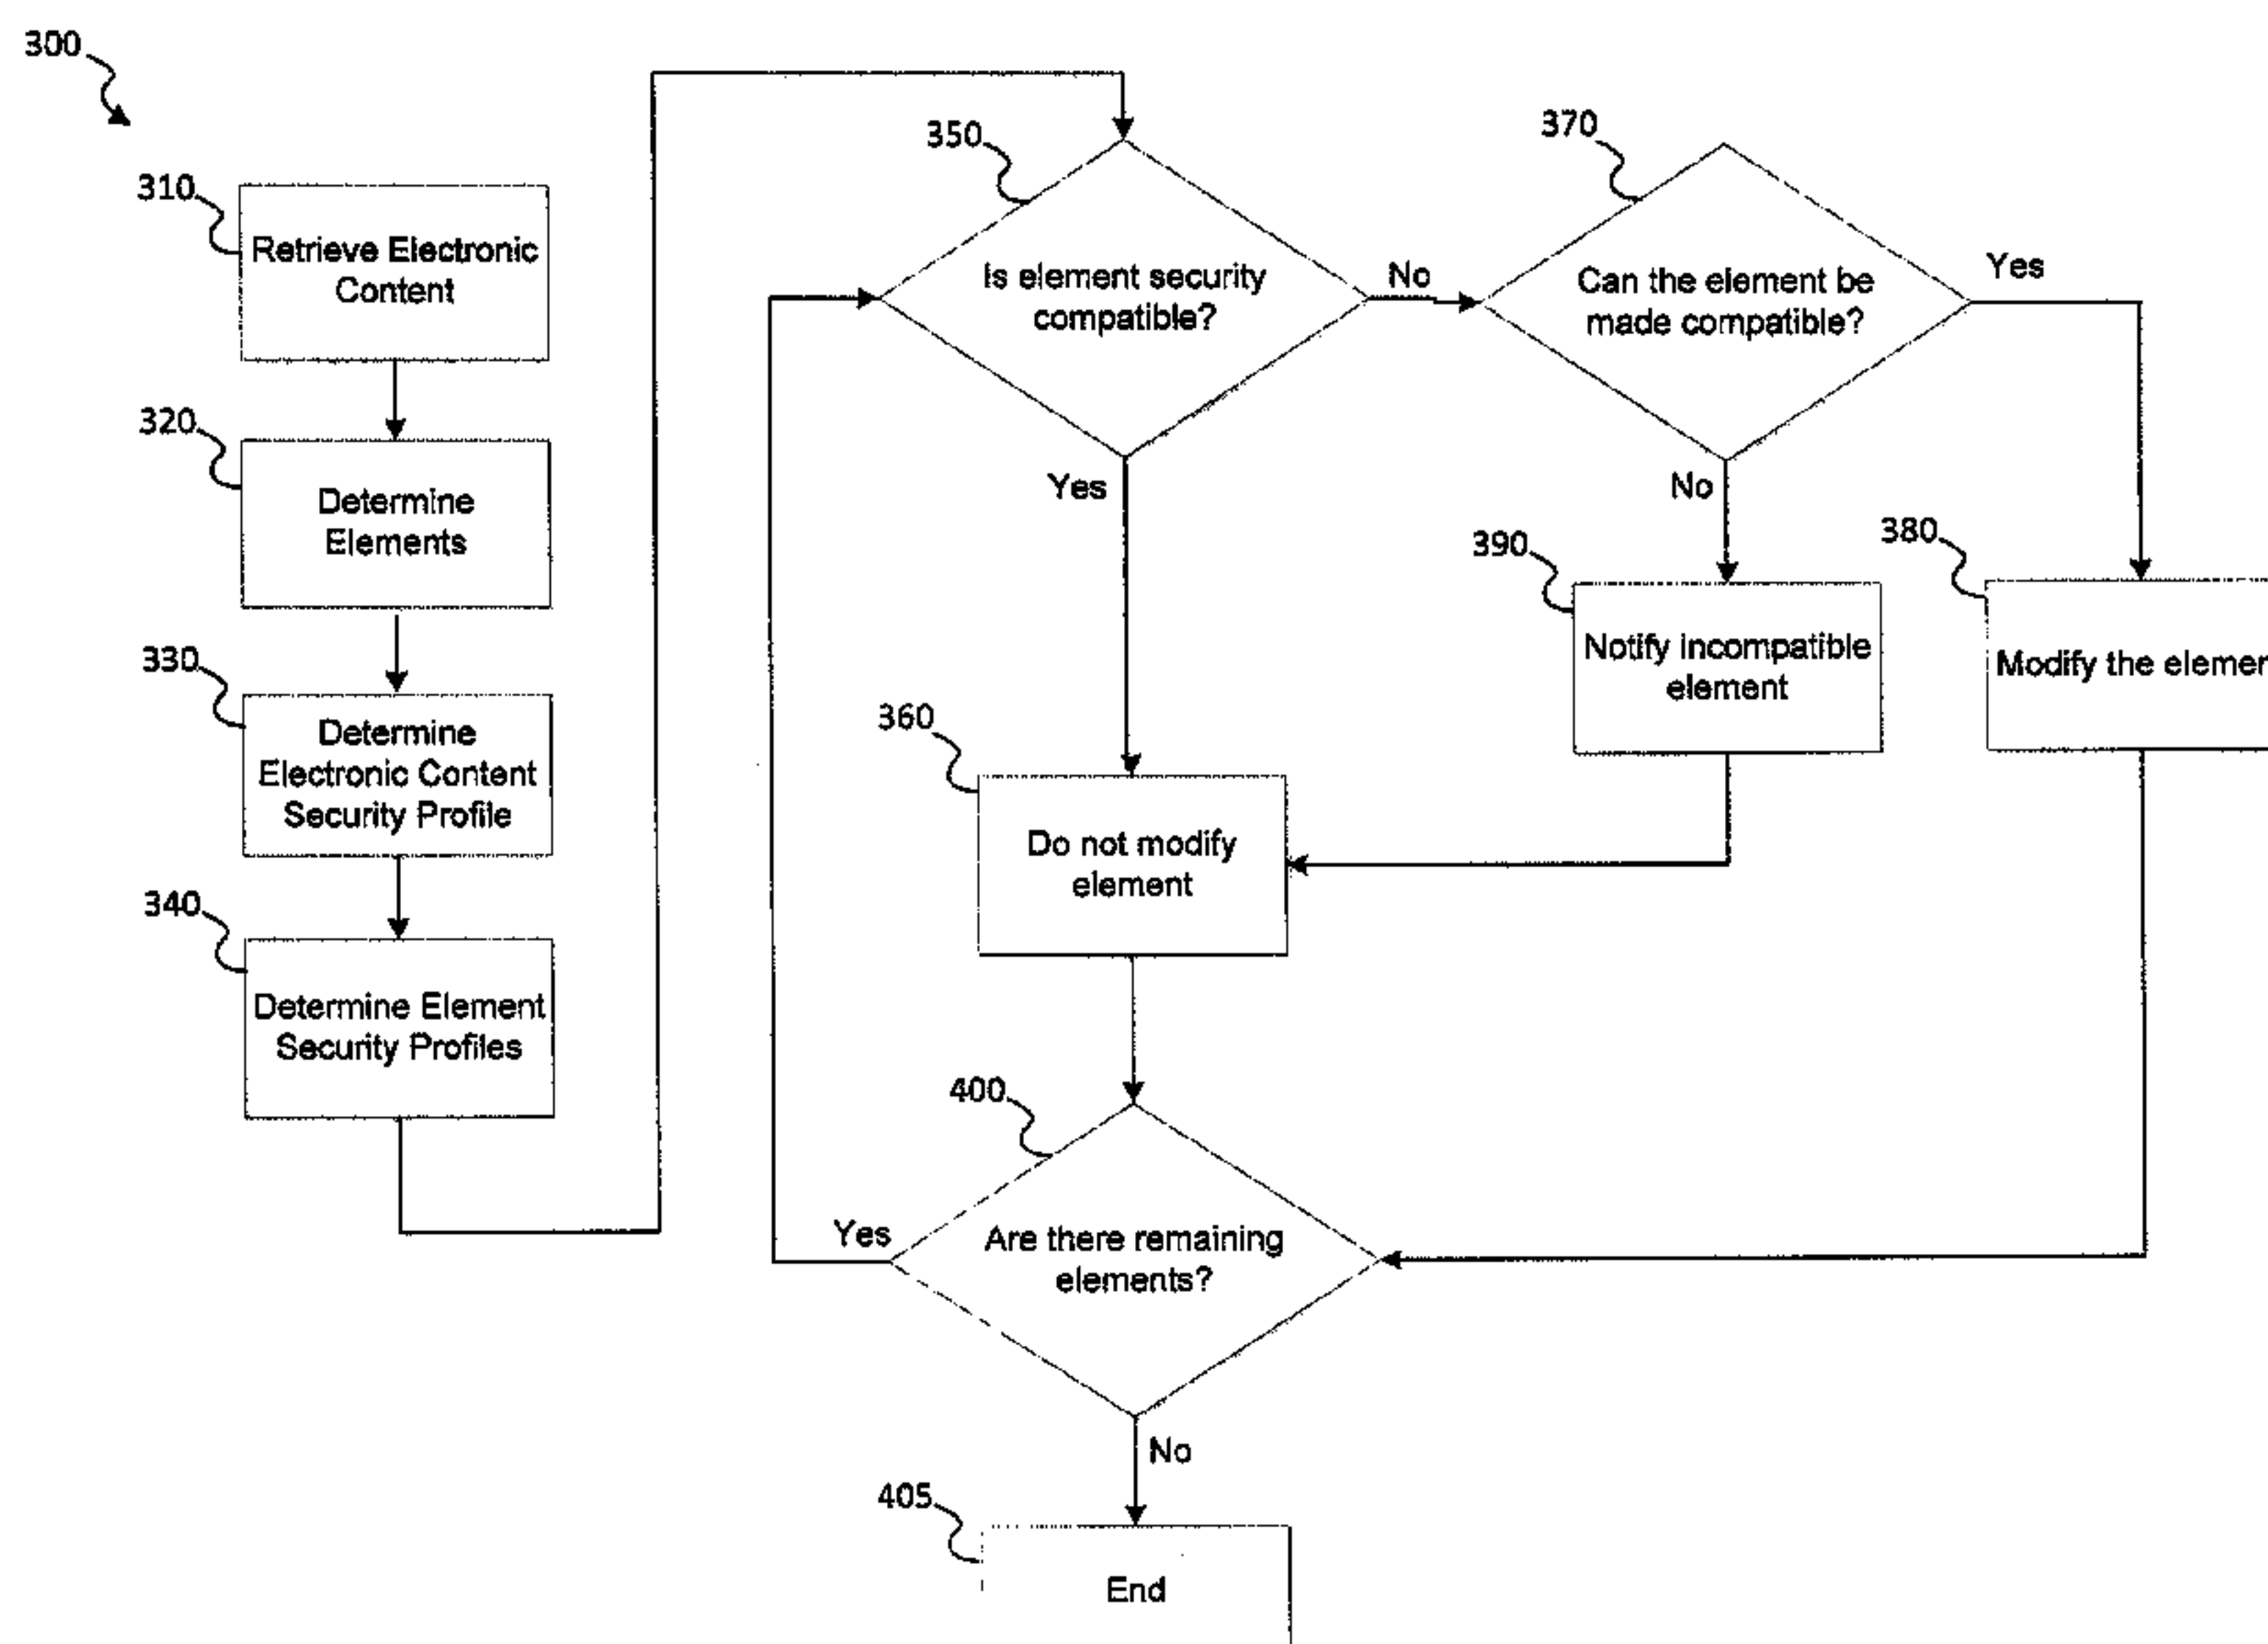 300
310
Retrieve Electronic
Content
320
Determine
Elements
330
Determine
Electronic Content
Security Profile
340
Determine Element
Security Profiles
350
Is element security
compatible?
No
Yes
370
Can the element be
made compatible?
Yes
No
390
Notify incompatible
element
380
Modify the
360
Do not modify
element
400
Are there remaining
elements?
Yes
No
405
End